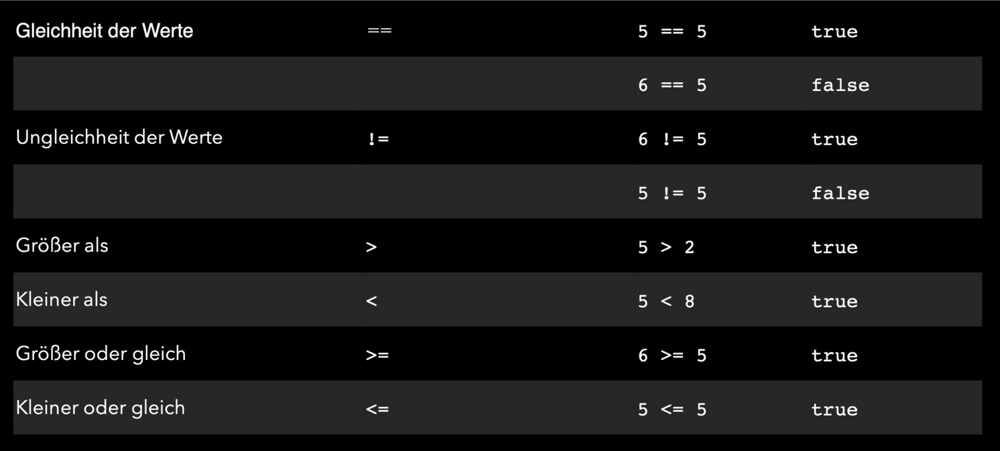 Gleichheit der Werte == 5 == 5 true
6 == 5 false
Ungleichheit der Werte != 6 != 5 true
5 != 5 false
Größer als > 5 > 2 true
Kleiner als < 5 < 8 true
Größer oder gleich >= 6 >= 5 true
Kleiner oder gleich <= 5 <= 5 true